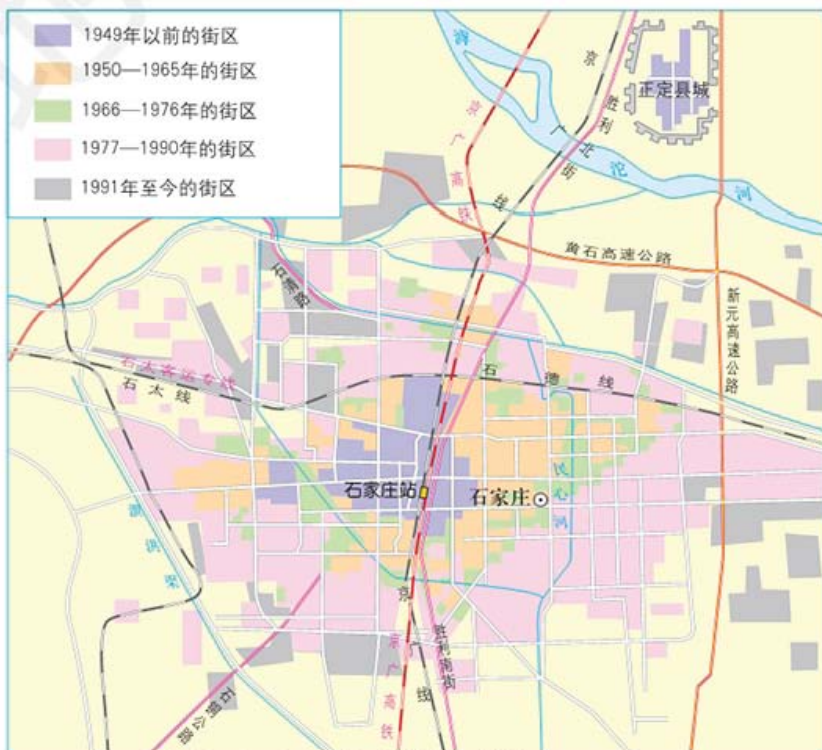 1949年以前的街区
1950—1965年的街区
1966—1976年的街区
1977—1990年的街区
1991年至今的街区
滹
沱
河
正定县城
京
广
线
胜利北街
京广高铁
黄石高速公路
新元高速公路
石清路
石太客运专线
石太线
石德线
石家庄站
石家庄
民心河
渠
京
广
线
胜利南街
京广高铁
石铜公路